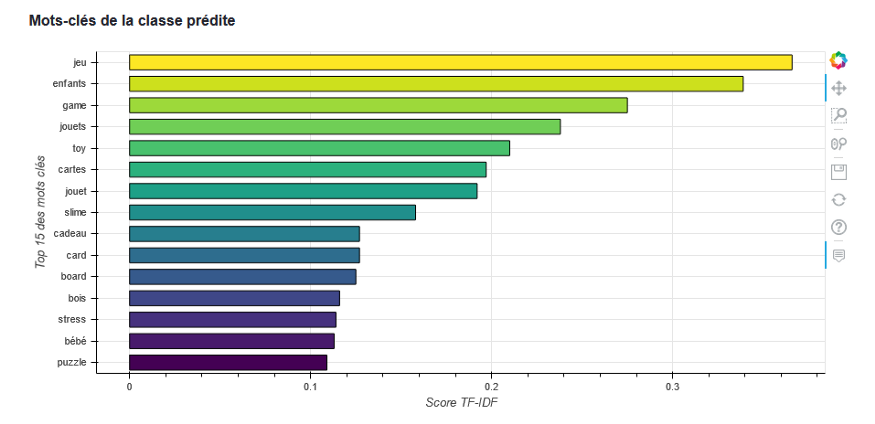 Mots-clés de la classe prédite
Top 15 des mots clés
jeu
enfants
game
jouets
toy
cartes
jouet
slime
cadeau
card
board
bois
stress
bébé
puzzle
0 0.1 0.2 0.3
Score TF-IDF